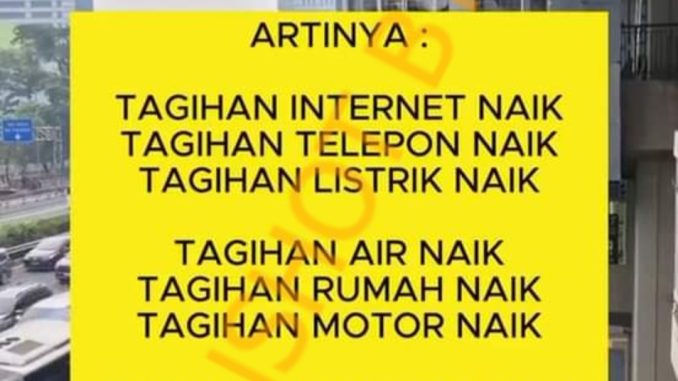 ARTINYA :
TAGIHAN INTERNET NAIK
TAGIHAN TELEPON NAIK
TAGIHAN LISTRIK NAIK
TAGIHAN AIR NAIK
TAGIHAN RUMAH NAIK
TAGIHAN MOTOR NAIK